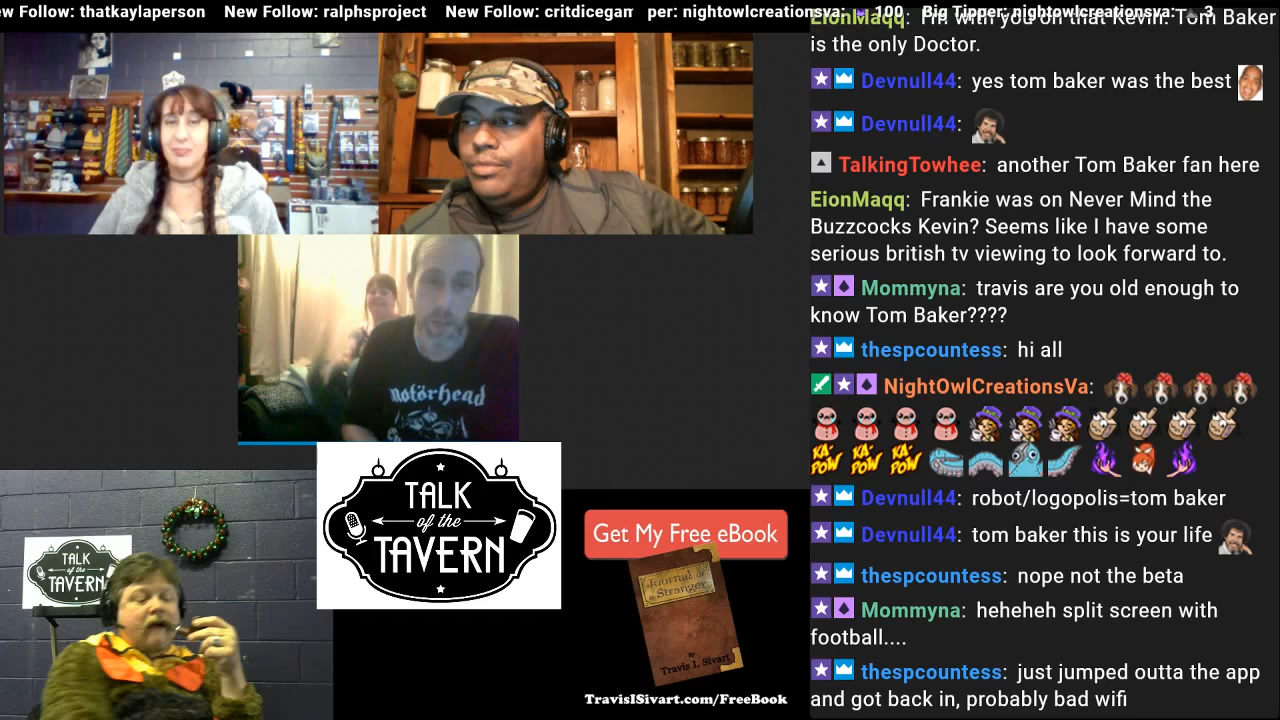 ew Follow: thatkaylaperson New Follow: ralphsproject New Follow: critdicegam per: nightowlcreationsva: 100 Big Tipper: nightowlcreationsva: 3
EionMaqq: I'm with you on that Kevin. Tom Baker
is the only Doctor.
Devnull44: yes tom baker was the best
Devnull44:
TalkingTowhee: another Tom Baker fan here
EionMaqq: Frankie was on Never Mind the
Buzzcocks Kevin? Seems like I have some
serious british tv viewing to look forward to.
Mommyna: travis are you old enough to
know Tom Baker????
thespcountess: hi all
NightOwlCreationsVa:
KA-POW KA-POW KA-POW
Devnull44: robot/logopolis=tom baker
Devnull44: tom baker this is your life
thespcountess: nope not the beta
Mommyna: heheheh split screen with
football....
thespcountess: just jumped outta the app
and got back in, probably bad wifi
motörhead
TALK
of the
TAVERN
TALK
of the
TAVERN
Get My Free eBook
Journal of a
Stranger
By
Travis I. Sivart
TravisISivart.com/FreeBook